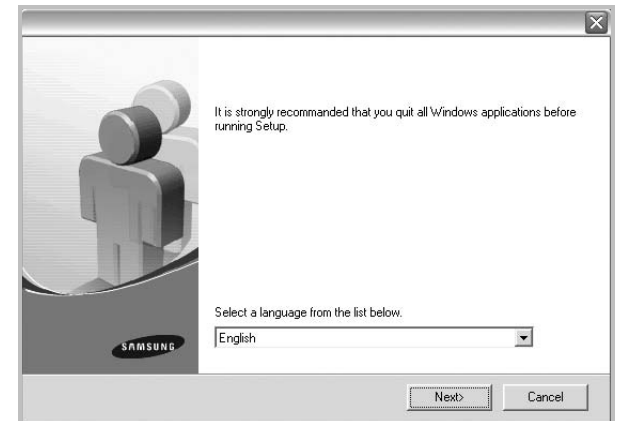 It is strongly recommanded that you quit all Windows applications before
running Setup.
Select a language from the list below.
English
SAMSUNG
Next>
Cancel